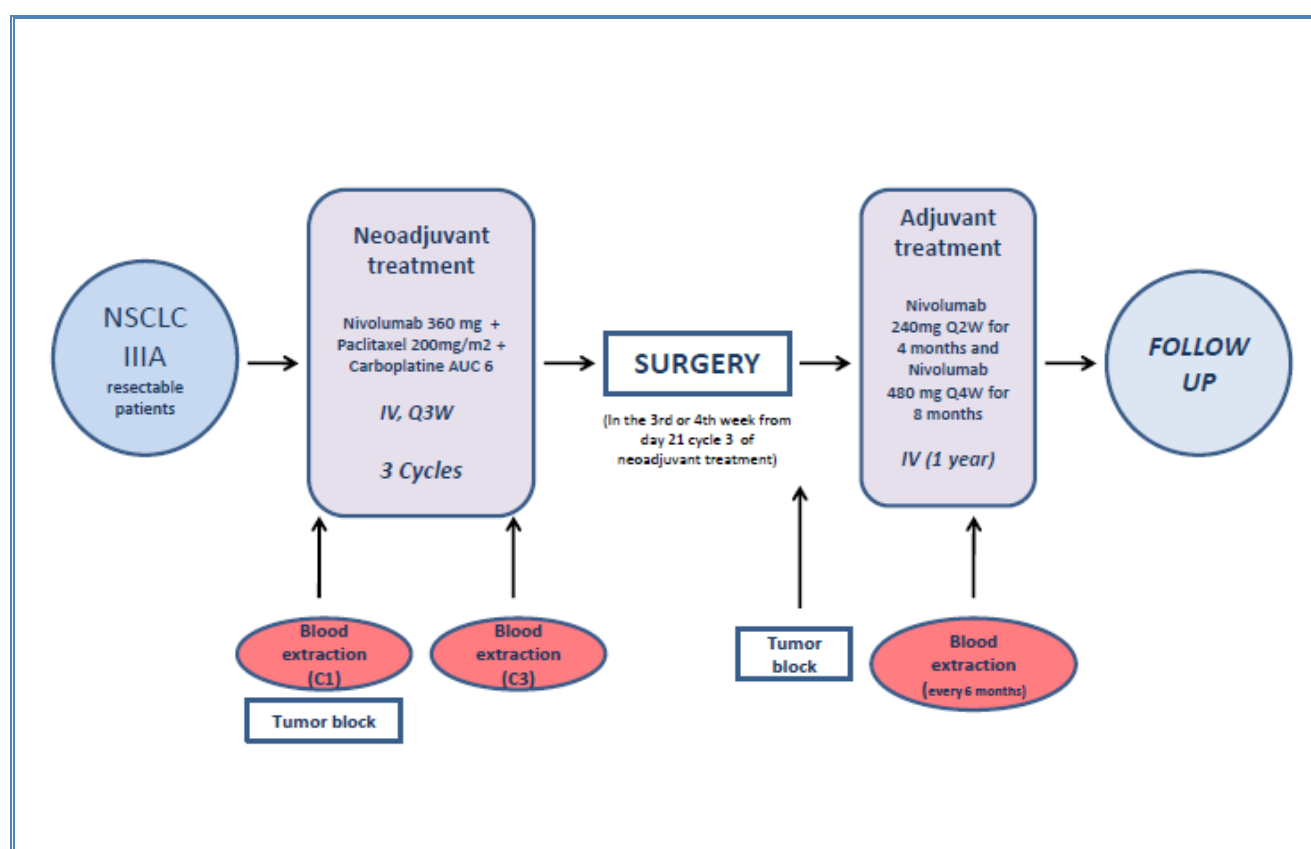 NSCLC
IIIA
resectable
patients
Neoadjuvant
treatment
Nivolumab 360 mg +
Paclitaxel 200mg/m2 +
Carboplatine AUC 6
IV, Q3W
3 Cycles
SURGERY
(In the 3rd or 4th week from
day 21 cycle 3 of
neoadjuvant treatment)
Adjuvant
treatment
Nivolumab
240mg Q2W for
4 months and
Nivolumab
480 mg Q4W for
8 months
IV (1 year)
FOLLOW
UP
Blood
extraction
(C1)
Tumor block
Blood
extraction
(C3)
Tumor
block
Blood
extraction
(every 6 months)